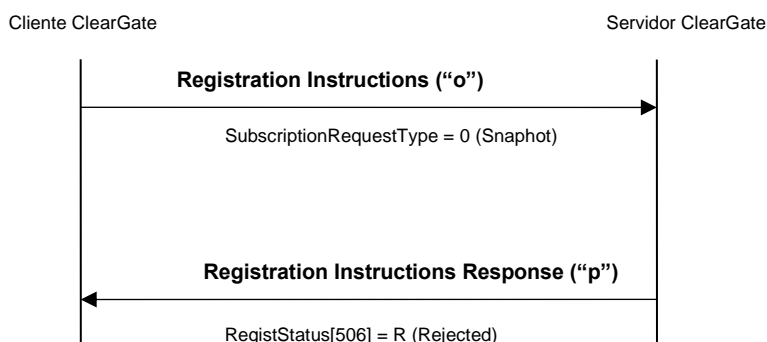 Cliente ClearGate Servidor ClearGate
Registration Instructions (“o”)
SubscriptionRequestType = 0 (Snaphot)
Registration Instructions Response (“p”)
RegistStatus[506] = R (Rejected)